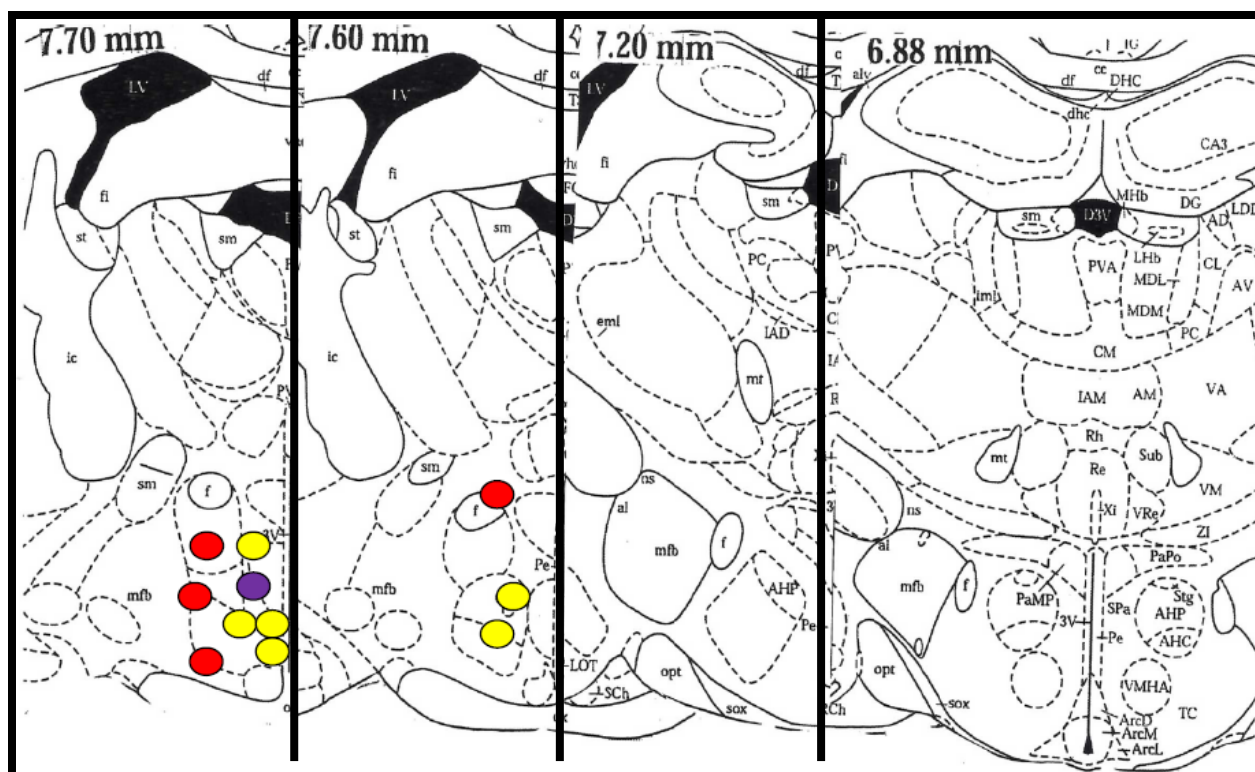 7.70 mm
7.60 mm
7.20 mm
6.88 mm
LV
df
fi
st
sm
ic
sm
f
3V
mfb
LV
df
fi
st
sm
ic
sm
f
Pe
mfb
LV
df
fi
sm
PC
eml
IAD
mt
ns
al
mfb
f
AHP
Pe
LOT
SCh
opt
sox
RCh
alv
IG
cc
df
DHC
dhc
CA3
fi
MHb
DG
sm
D3V
AD
LHb
PVA
MDL
CL
AV
iml
MDM
PC
CM
IAM
AM
VA
Rh
mt
Re
Sub
VM
ns
Xi
VRe
ZI
al
PaPo
mfb
f
PaMP
Stg
SPa
AHP
3V
Pe
AHC
opt
VMHA
sox
TC
ArcD
ArcM
ArcL